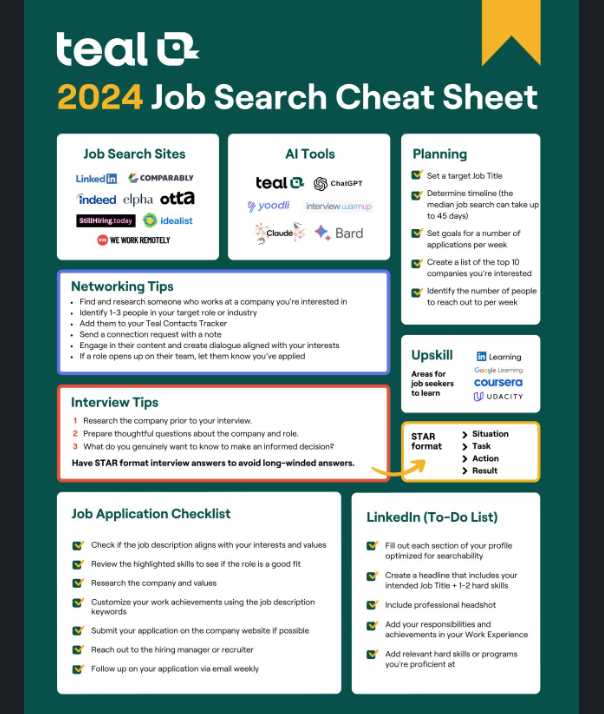 teal
2024 Job Search Cheat Sheet
Job Search Sites
LinkedIn
COMPARABLY
indeed
elpha
otta
StillHiring.today
idealist
WE WORK REMOTELY
AI Tools
teal
ChatGPT
yoodli
interview warmup
Claude
Bard
Planning
Set a target Job Title
Determine timeline (the
median job search can take up
to 45 days)
Set goals for a number of
applications per week
Create a list of the top 10
companies you're interested
Identify the number of people
to reach out to per week
Networking Tips
• Find and research someone who works at a company you're interested in
• Identify 1-3 people in your target role or industry
• Add them to your Teal Contacts Tracker
• Send a connection request with a note
• Engage in their content and create dialogue aligned with your interests
• If a role opens up on their team, let them know you've applied
Upskill
Areas for
job seekers
to learn
in Learning
Google Learning
coursera
UDACITY
Interview Tips
1 Research the company prior to your interview.
2 Prepare thoughtful questions about the company and role.
3 What do you genuinely want to know to make an informed decision?
Have STAR format interview answers to avoid long-winded answers.
STAR
format
Situation
Task
Action
Result
Job Application Checklist
Check if the job description aligns with your interests and values
Review the highlighted skills to see if the role is a good fit
Research the company and values
Customize your work achievements using the job description
keywords
Submit your application on the company website if possible
Reach out to the hiring manager or recruiter
Follow up on your application via email weekly
LinkedIn (To-Do List)
Fill out each section of your profile
optimized for searchability
Create a headline that includes your
intended Job Title + 1-2 hard skills
Include professional headshot
Add your responsibilities and
achievements in your Work Experience
Add relevant hard skills or programs
you're proficient at